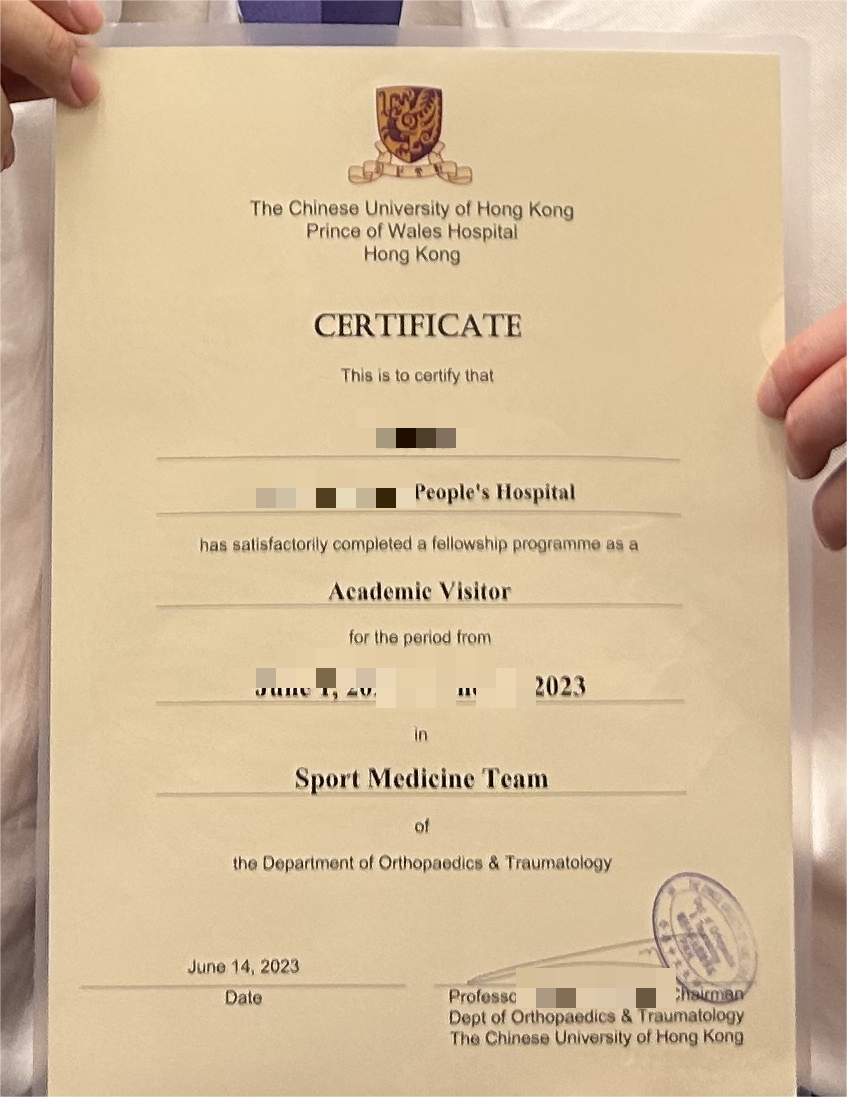 The Chinese University of Hong Kong
Prince of Wales Hospital
Hong Kong
CERTIFICATE
This is to certify that
People's Hospital
has satisfactorily completed a fellowship programme as a
Academic Visitor
for the period from
June 1, 2023
in
Sport Medicine Team
of
the Department of Orthopaedics & Traumatology
June 14, 2023
Date
Chairman
Dept of Orthopaedics & Traumatology
The Chinese University of Hong Kong